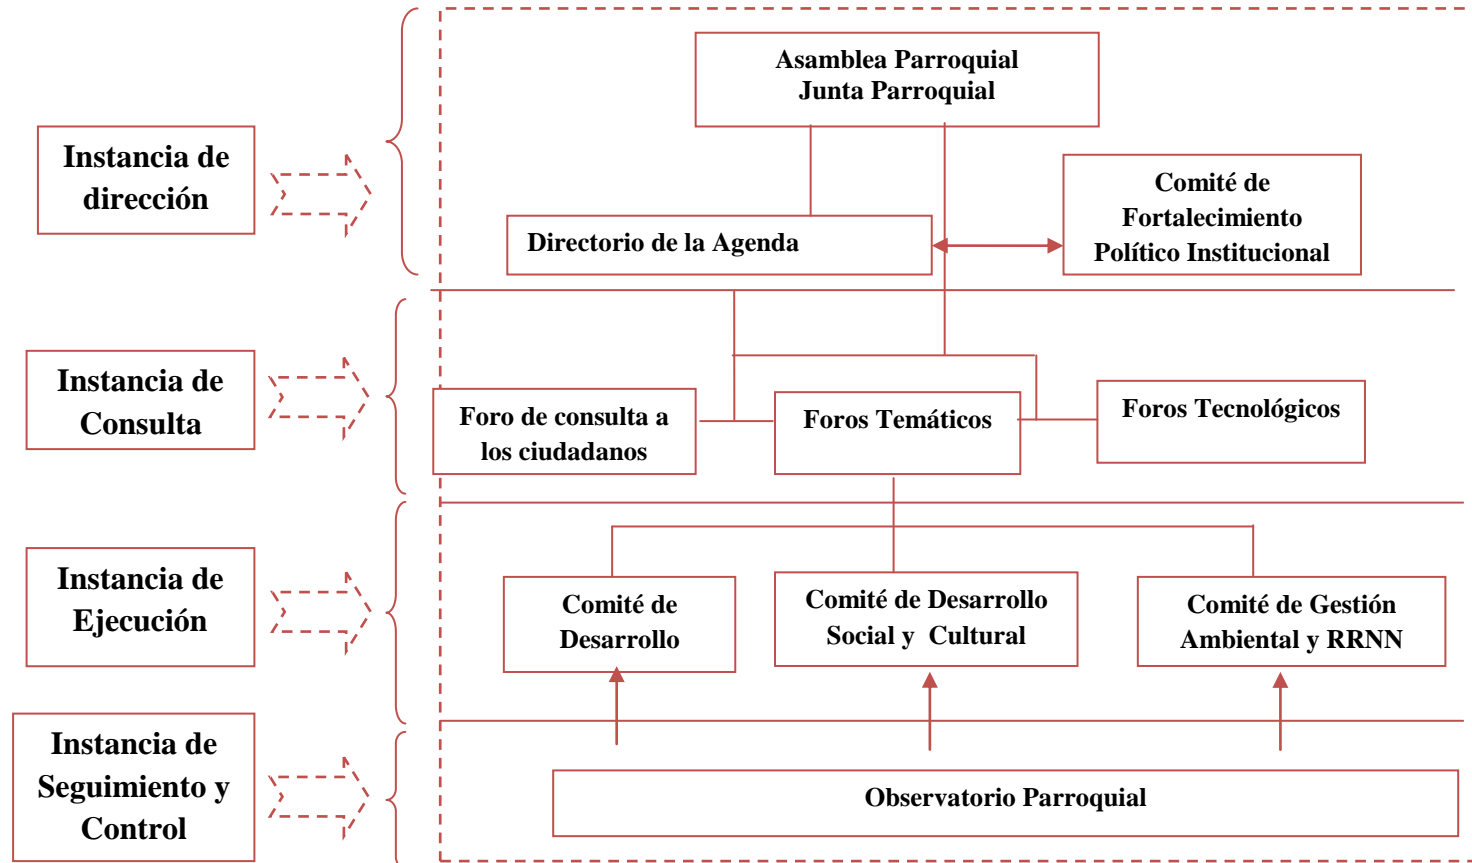 Asamblea Parroquial
Junta Parroquial
Instancia de
dirección
Comité de
Fortalecimiento
Político Institucional
Directorio de la Agenda
Instancia de
Consulta
Foro de consulta a
los ciudadanos
Foros Temáticos
Foros Tecnológicos
Instancia de
Ejecución
Comité de
Desarrollo
Comité de Desarrollo
Social y Cultural
Comité de Gestión
Ambiental y RRNN
Instancia de
Seguimiento y
Control
Observatorio Parroquial